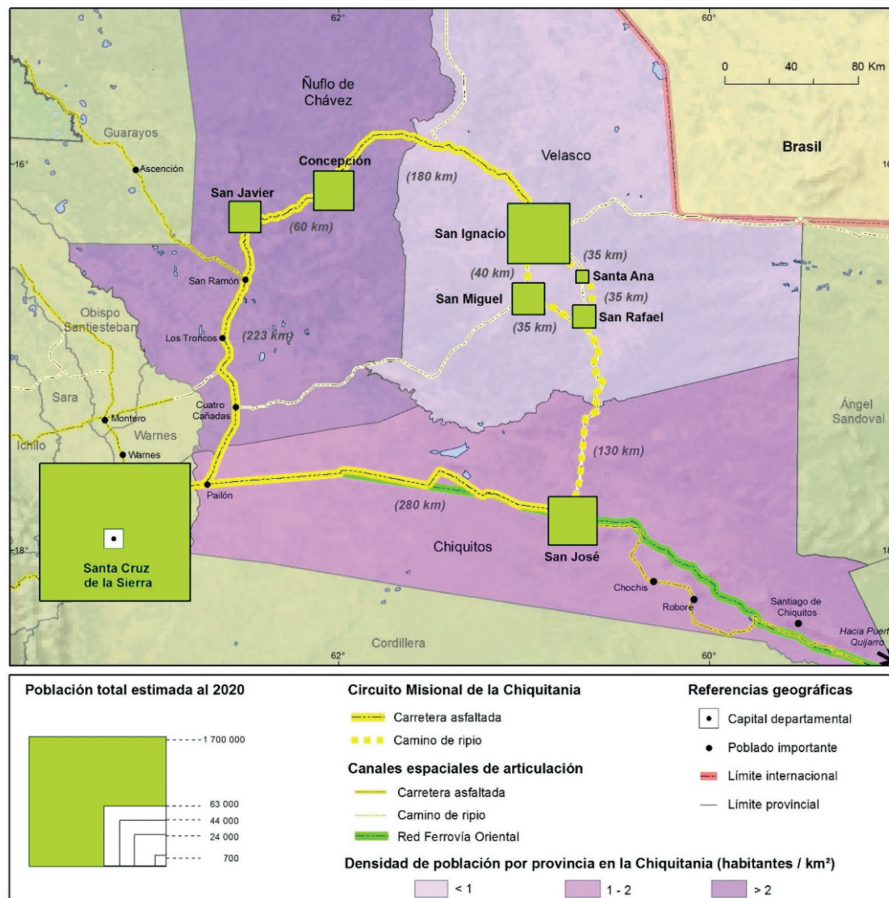 62°
60°
Ñuflo de
Chávez
Guarayos
Ascención
16°
16°
Concepción
San Javier
(60 km)
(180 km)
Velasco
Brasil
0 40 80 Km
San Ignacio
(35 km)
(40 km)
Santa Ana
San Miguel
(35 km)
(35 km)
San Rafael
San Ramón
Obispo
Santiesteban
Los Troncos
(223 km)
Sara
Cuatro
Cañadas
Montero
Ichilo
Warnes
Warnes
Ángel
Sandoval
(130 km)
Pailón
(280 km)
San José
18°
18°
Santa Cruz
de la Sierra
Chiquitos
Chochis
Roboré
Santiago de
Chiquitos
Hacia Puerto
Quijarro
Cordillera
62°
60°
Población total estimada al 2020
1 700 000
63 000
44 000
24 000
700
Circuito Misional de la Chiquitania
Carretera asfaltada
Camino de ripio
Canales espaciales de articulación
Carretera asfaltada
Camino de ripio
Red Ferrovía Oriental
Referencias geográficas
Capital departamental
Poblado importante
Límite internacional
Límite provincial
Densidad de población por provincia en la Chiquitania (habitantes / km²)
< 1
1 - 2
> 2